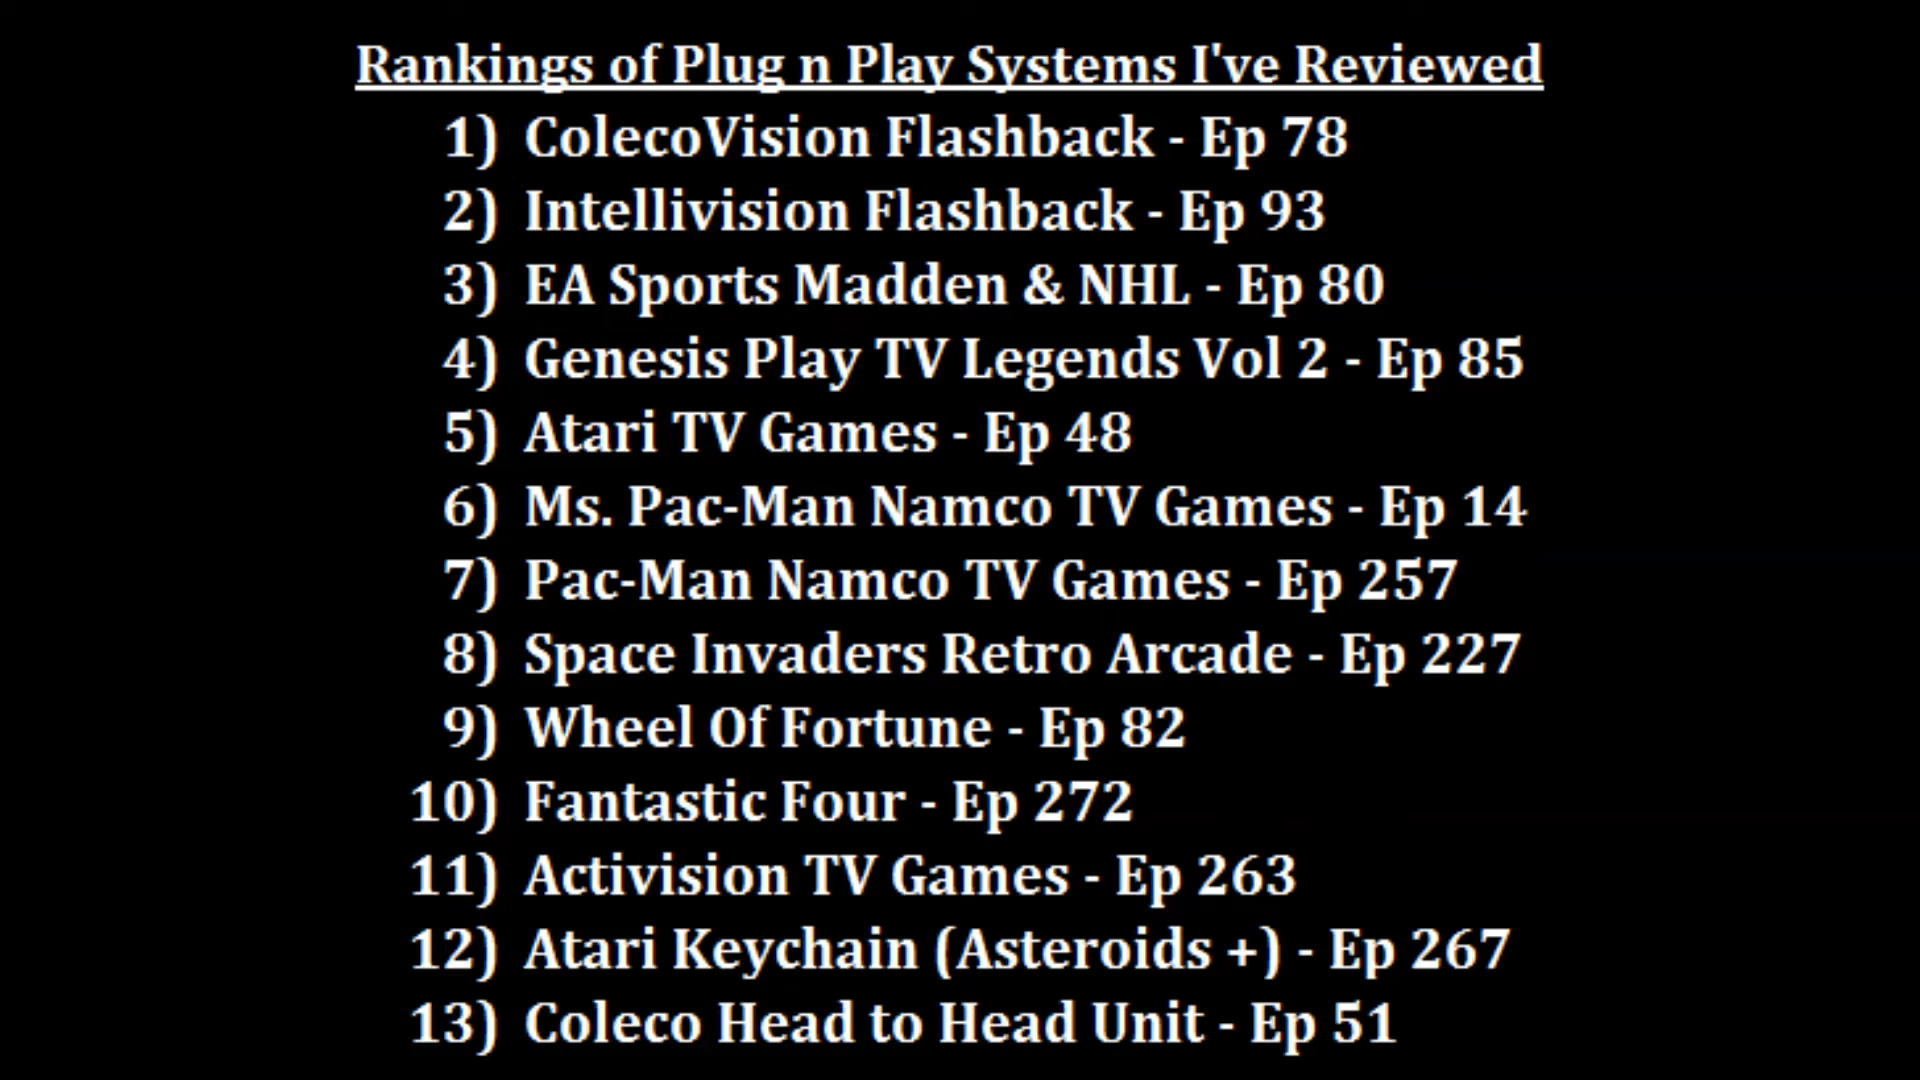 Rankings of Plug n Play Systems I've Reviewed
1) ColecoVision Flashback - Ep 78
2) Intellivision Flashback - Ep 93
3) EA Sports Madden & NHL - Ep 80
4) Genesis Play TV Legends Vol 2 - Ep 85
5) Atari TV Games - Ep 48
6) Ms. Pac-Man Namco TV Games - Ep 14
7) Pac-Man Namco TV Games - Ep 257
8) Space Invaders Retro Arcade - Ep 227
9) Wheel Of Fortune - Ep 82
10) Fantastic Four - Ep 272
11) Activision TV Games - Ep 263
12) Atari Keychain (Asteroids +) - Ep 267
13) Coleco Head to Head Unit - Ep 51